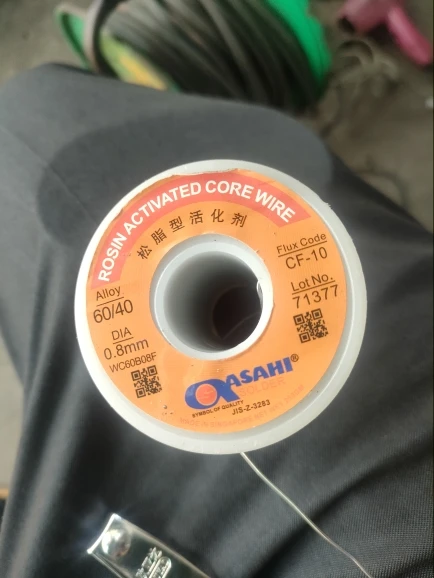 ROSIN ACTIVATED CORE WIRE
松脂型活化剂
Alloy
60/40
DIA
0.8mm
WC60B08F
Flux Code
CF-10
Lot No.
71377
ASAHI®
SOLDER
SYMBOL OF QUALITY
JIS-Z-3283